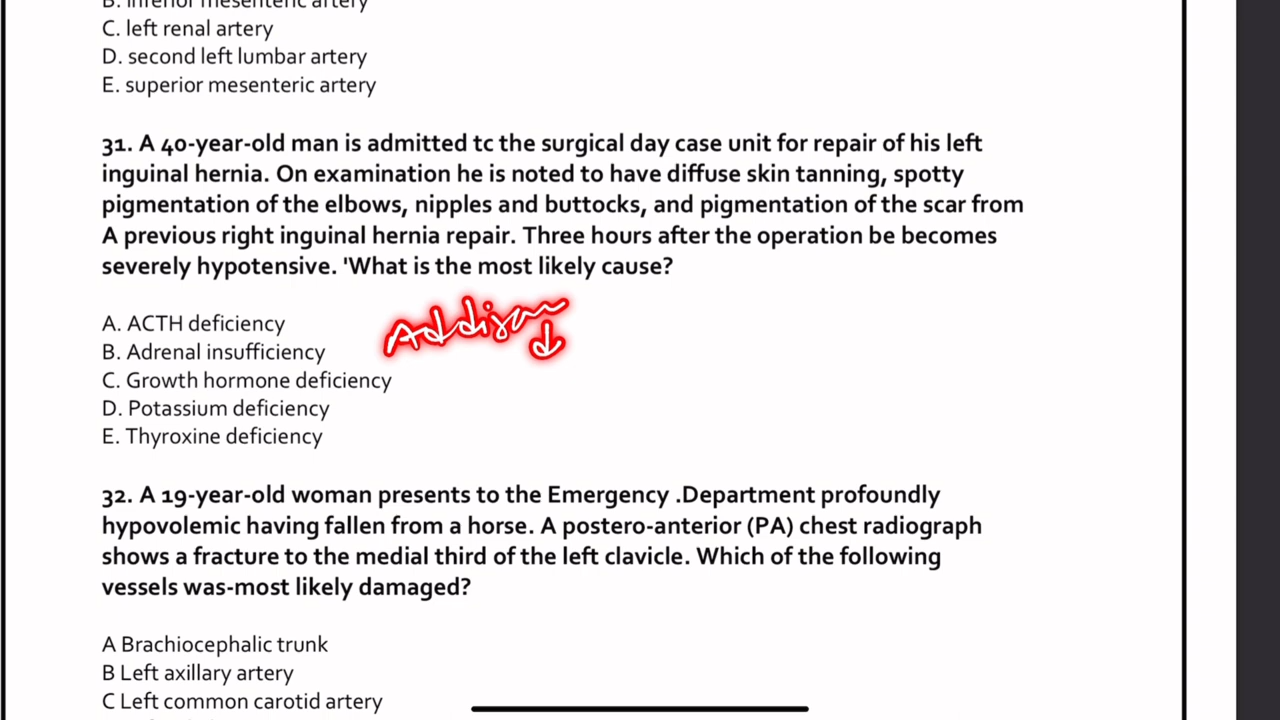 B. inferior mesenteric artery
C. left renal artery
D. second left lumbar artery
E. superior mesenteric artery
31. A 40-year-old man is admitted tc the surgical day case unit for repair of his left
inguinal hernia. On examination he is noted to have diffuse skin tanning, spotty
pigmentation of the elbows, nipples and buttocks, and pigmentation of the scar from
A previous right inguinal hernia repair. Three hours after the operation be becomes
severely hypotensive. 'What is the most likely cause?
A. ACTH deficiency
Addison
B. Adrenal insufficiency
C. Growth hormone deficiency
D. Potassium deficiency
E. Thyroxine deficiency
32. A 19-year-old woman presents to the Emergency .Department profoundly
hypovolemic having fallen from a horse. A postero-anterior (PA) chest radiograph
shows a fracture to the medial third of the left clavicle. Which of the following
vessels was-most likely damaged?
A Brachiocephalic trunk
B Left axillary artery
C Left common carotid artery